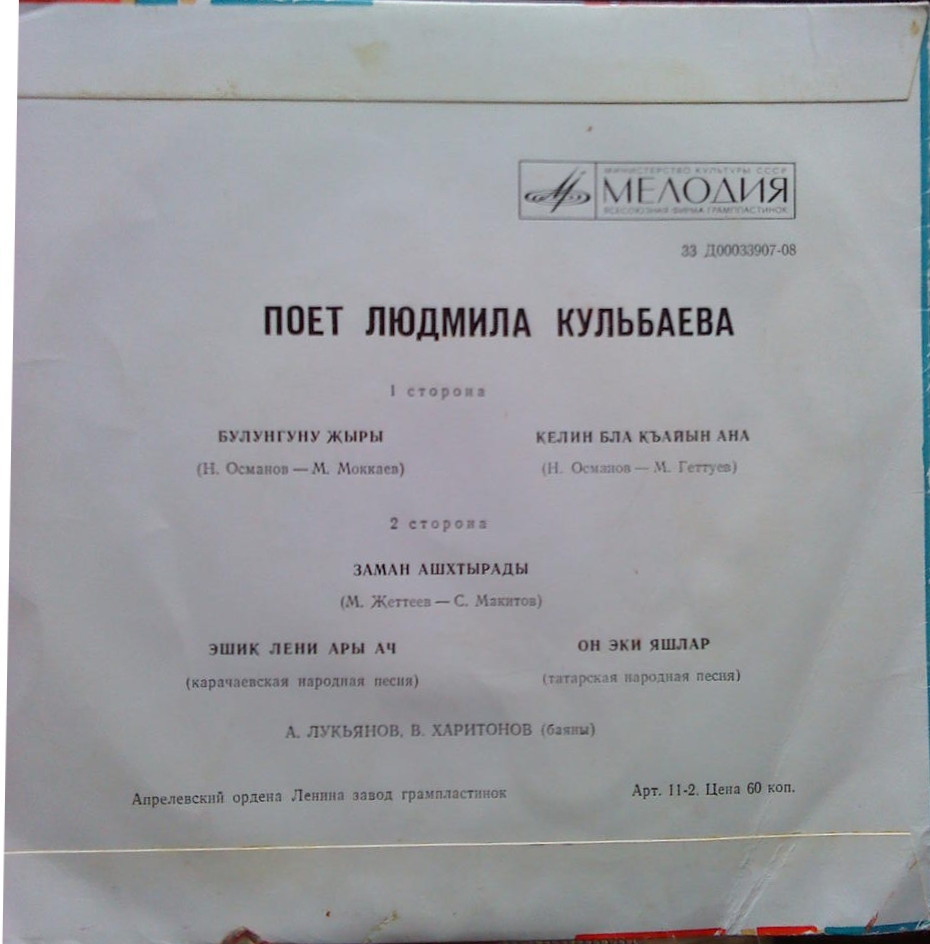 МИНИСТЕРСТВО КУЛЬТУРЫ СССР
МЕЛОДИЯ
ВСЕСОЮЗНАЯ ФИРМА ГРАМПЛАСТИНОК
33 Д00033907-08
ПОЕТ ЛЮДМИЛА КУЛЬБАЕВА
1 сторона
БУЛУНГУНУ ЖЫРЫ
(Н. Османов — М. Моккаев)
КЕЛИН БЛА КЪАЙЫН АНА
(Н. Османов — М. Геттуев)
2 сторона
ЗАМАН АШХТЫРАДЫ
(М. Жеттеев — С. Макитов)
ЭШИК ЛЕНИ АРЫ АЧ
(карачаевская народная песня)
ОН ЭКИ ЯШЛАР
(татарская народная песня)
А. ЛУКЬЯНОВ, В. ХАРИТОНОВ (баяны)
Апрелевский ордена Ленина завод грампластинок
Арт. 11-2. Цена 60 коп.